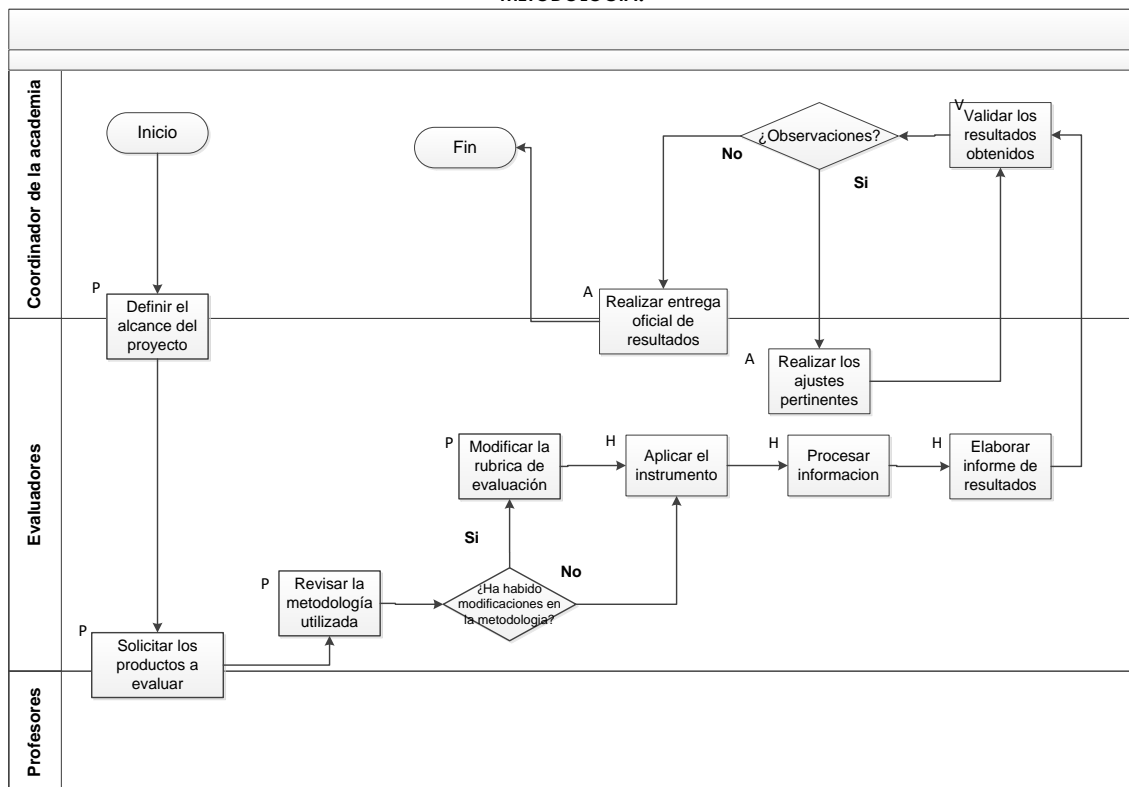 Coordinador de la academia
Inicio
Fin
¿Observaciones?
No
Si
V
Validar los
resultados
obtenidos
P
Definir el
alcance del
proyecto
A
Realizar entrega
oficial de
resultados
A
Realizar los
ajustes
pertinentes
Evaluadores
P
Modificar la
rubrica de
evaluación
H
Aplicar el
instrumento
H
Procesar
informacion
H
Elaborar
informe de
resultados
Si
No
P
Revisar la
metodología
utilizada
¿Ha habido
modificaciones en
la metodologia?
P
Solicitar los
productos a
evaluar
Profesores